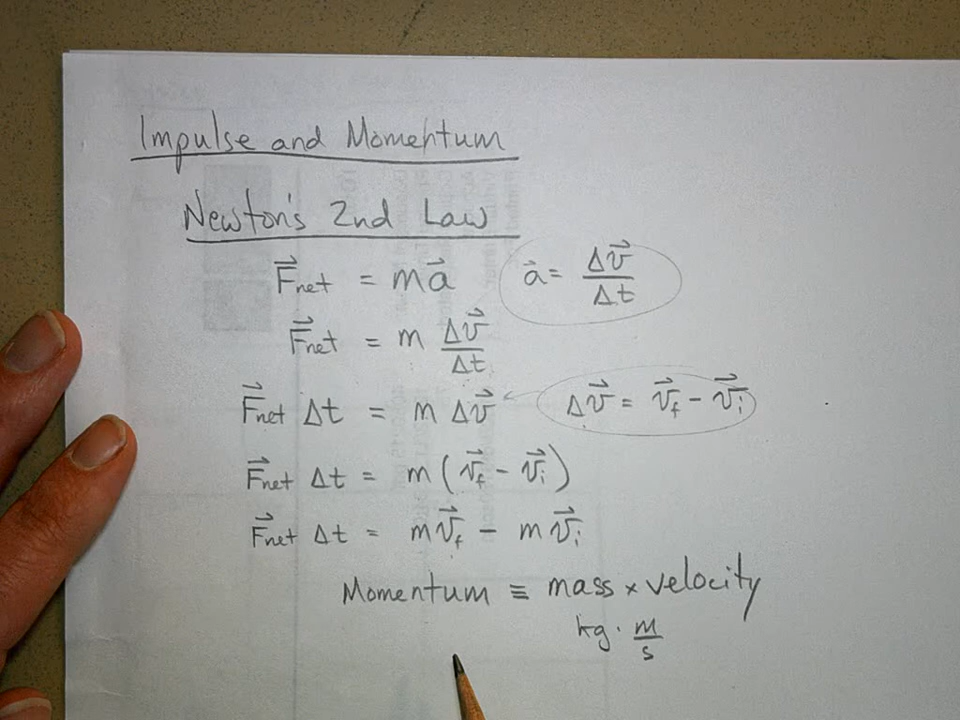 Impulse and Momentum
Newton's 2nd Law
F⃗net = ma⃗   a⃗ = Δv⃗/Δt
F⃗net = m Δv⃗/Δt
F⃗net Δt = m Δv⃗   Δv⃗ = v⃗f - v⃗i
F⃗net Δt = m(v⃗f - v⃗i)
F⃗net Δt = mv⃗f - mv⃗i
Momentum ≡ mass × velocity
kg · m/s